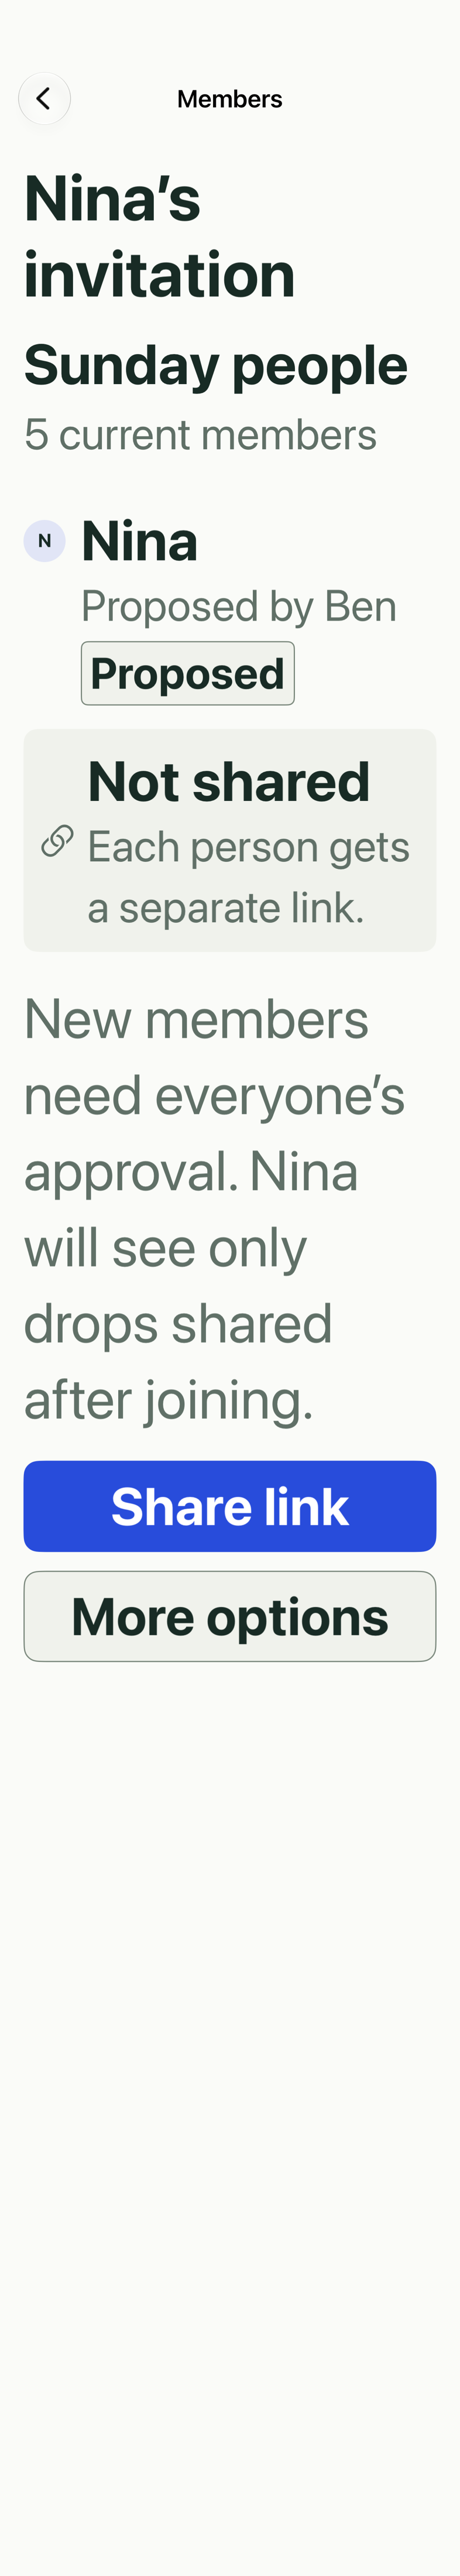 Members
Nina’s
invitation
Sunday people
5 current members
N
Nina
Proposed by Ben
Proposed
Not shared
Each person gets
a separate link.
New members
need everyone’s
approval. Nina
will see only
drops shared
after joining.
Share link
More options